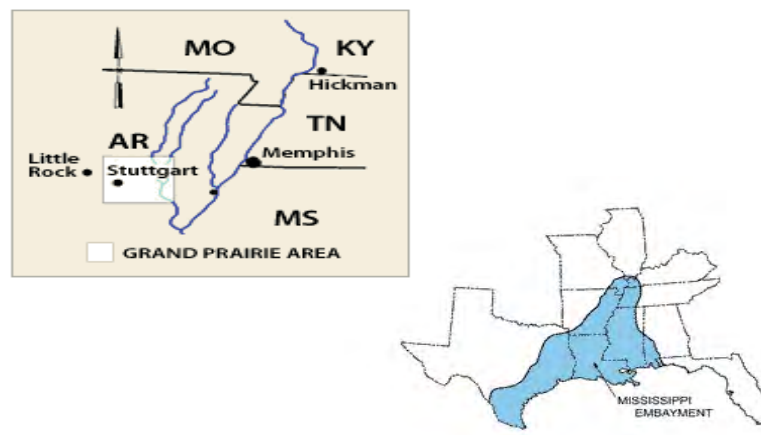 MO
KY
Hickman
TN
AR
Little
Rock
Stuttgart
Memphis
MS
GRAND PRAIRIE AREA
MISSISSIPPI
EMBAYMENT